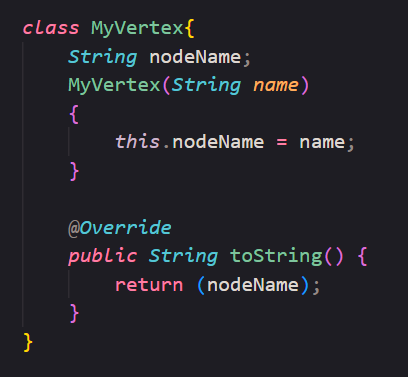 class MyVertex{
    String nodeName;
    MyVertex(String name)
    {
        this.nodeName = name;
    }

    @Override
    public String toString() {
        return (nodeName);
    }
}